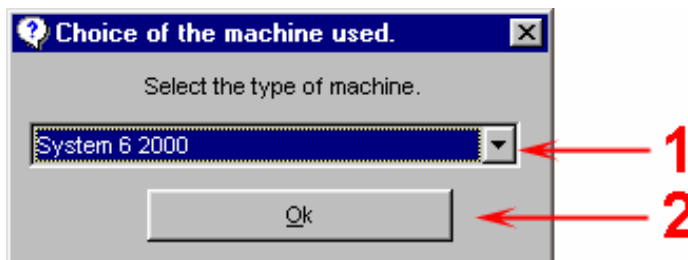 Choice of the machine used.
Select the type of machine.
System 6 2000
1
Ok
2